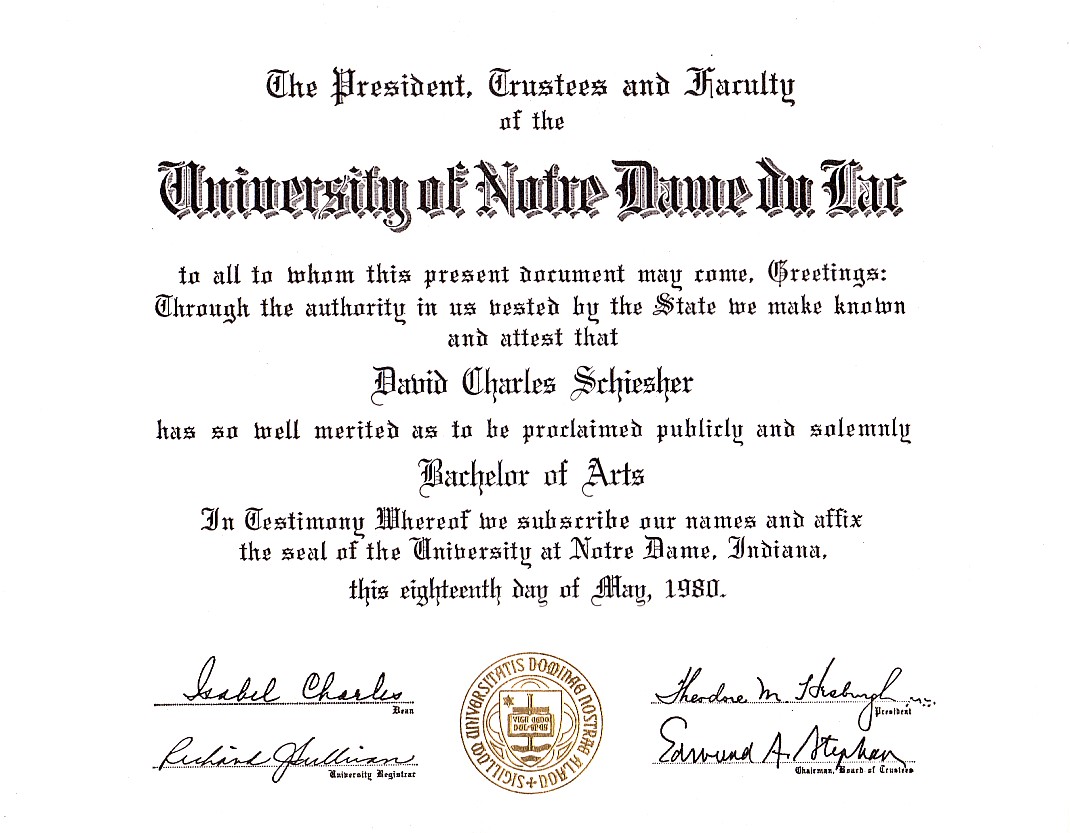 The President, Trustees and Faculty
of the
University of Notre Dame du Lac
to all to whom this present document may come, Greetings:
Through the authority in us vested by the State we make known
and attest that
David Charles Schiesher
has so well merited as to be proclaimed publicly and solemnly
Bachelor of Arts
In Testimony Whereof we subscribe our names and affix
the seal of the University at Notre Dame, Indiana,
this eighteenth day of May, 1980.
Isabel Charles
Dean
Richard J Sullivan
University Registrar
SIGILLUM UNIVERSITATIS DOMINAE NOSTRAE A LACU
Theodore M. Hesburgh
President
Edmund A. Stephan
Chairman, Board of Trustees